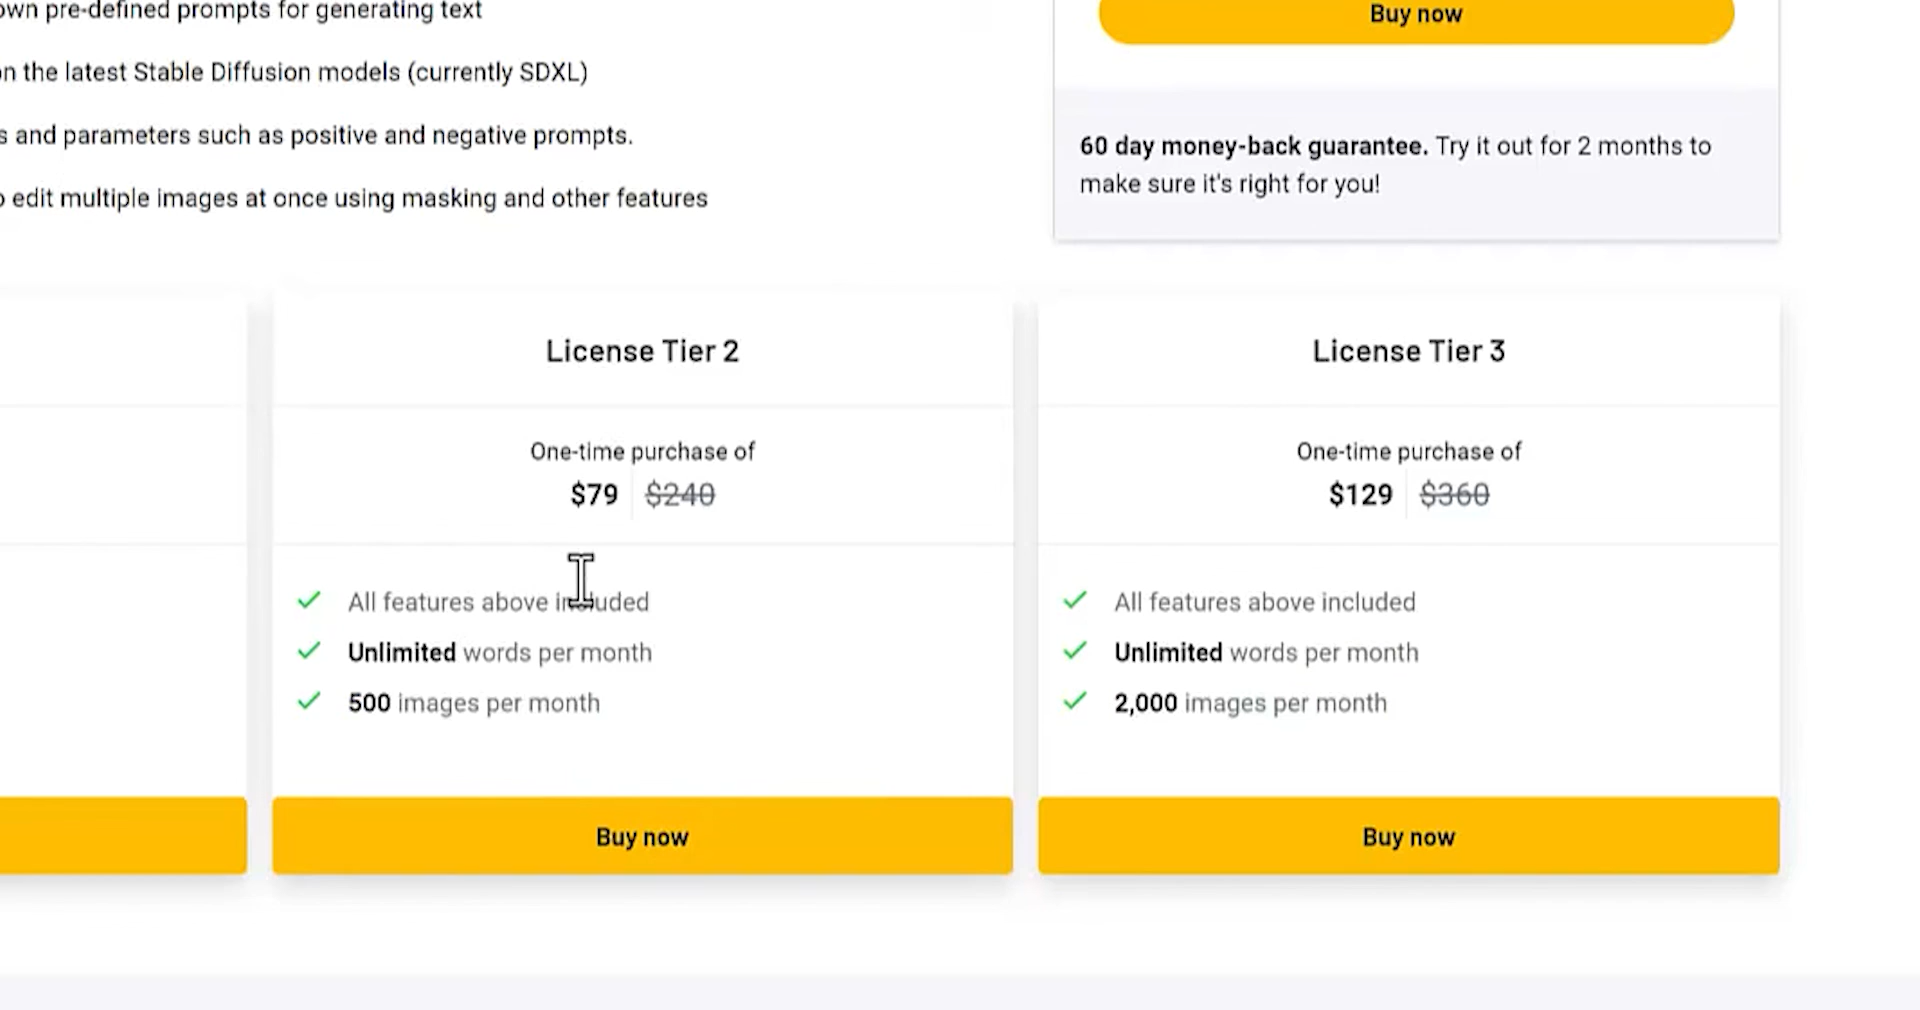 own pre-defined prompts for generating text
on the latest Stable Diffusion models (currently SDXL)
s and parameters such as positive and negative prompts.
o edit multiple images at once using masking and other features
Buy now
60 day money-back guarantee. Try it out for 2 months to
make sure it's right for you!
License Tier 2
One-time purchase of
$79 $240
All features above included
Unlimited words per month
500 images per month
Buy now
License Tier 3
One-time purchase of
$129 $360
All features above included
Unlimited words per month
2,000 images per month
Buy now